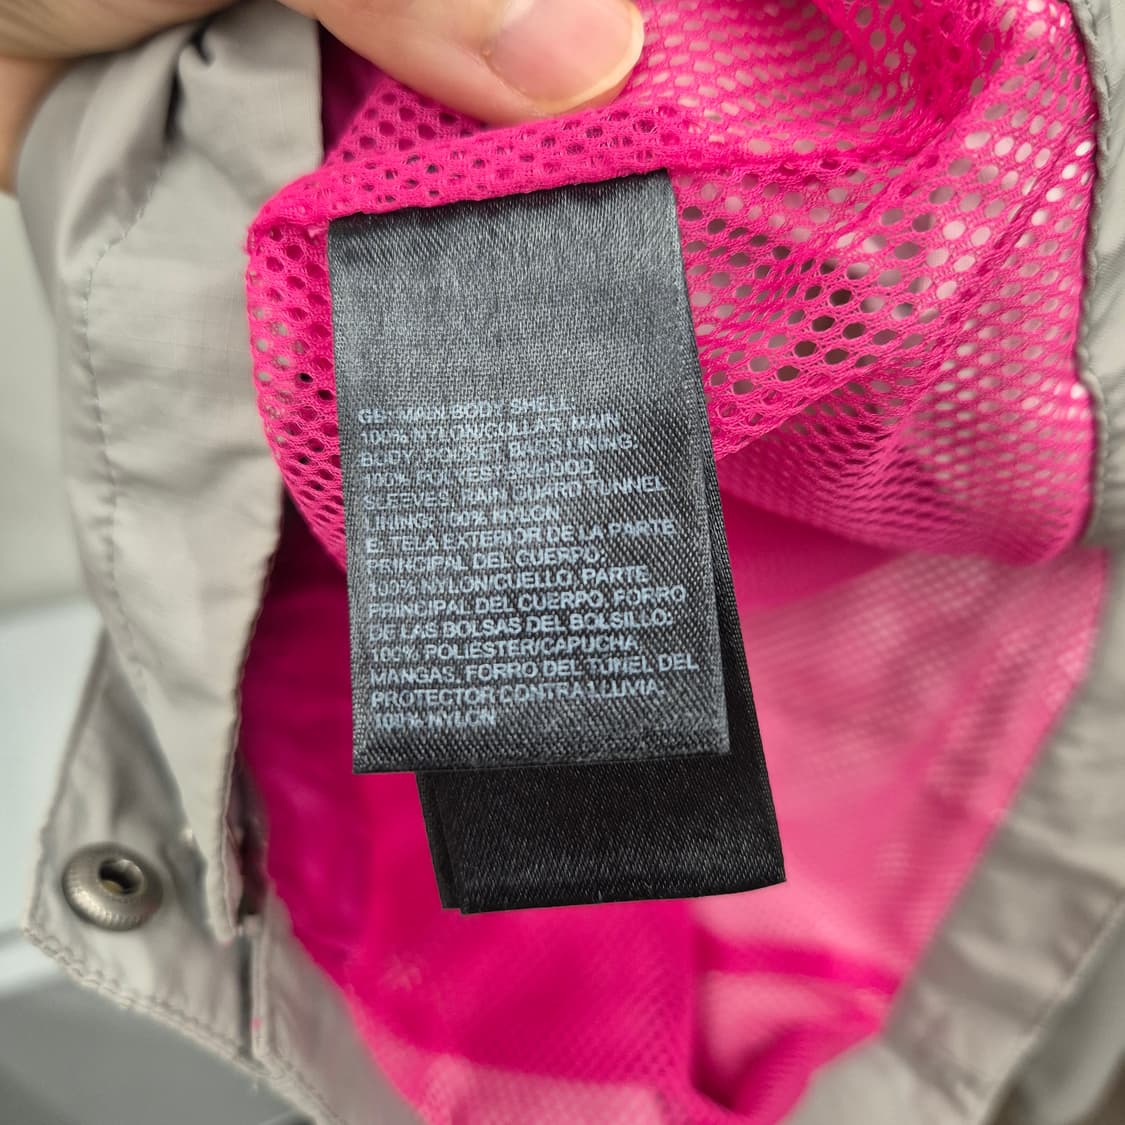 GB: MAIN BODY SHELL:
100% NYLON/COLLAR, MAIN
BODY, POCKET BAGS LINING:
100% POLYESTER/HOOD,
SLEEVES, RAIN GUARD TUNNEL
LINING: 100% NYLON
E: TELA EXTERIOR DE LA PARTE
PRINCIPAL DEL CUERPO:
100% NYLON/CUELLO, PARTE
PRINCIPAL DEL CUERPO, FORRO
DE LAS BOLSAS DEL BOLSILLO:
100% POLIESTER/CAPUCHA,
MANGAS, FORRO DEL TUNEL DEL
PROTECTOR CONTRA LLUVIA:
100% NYLON